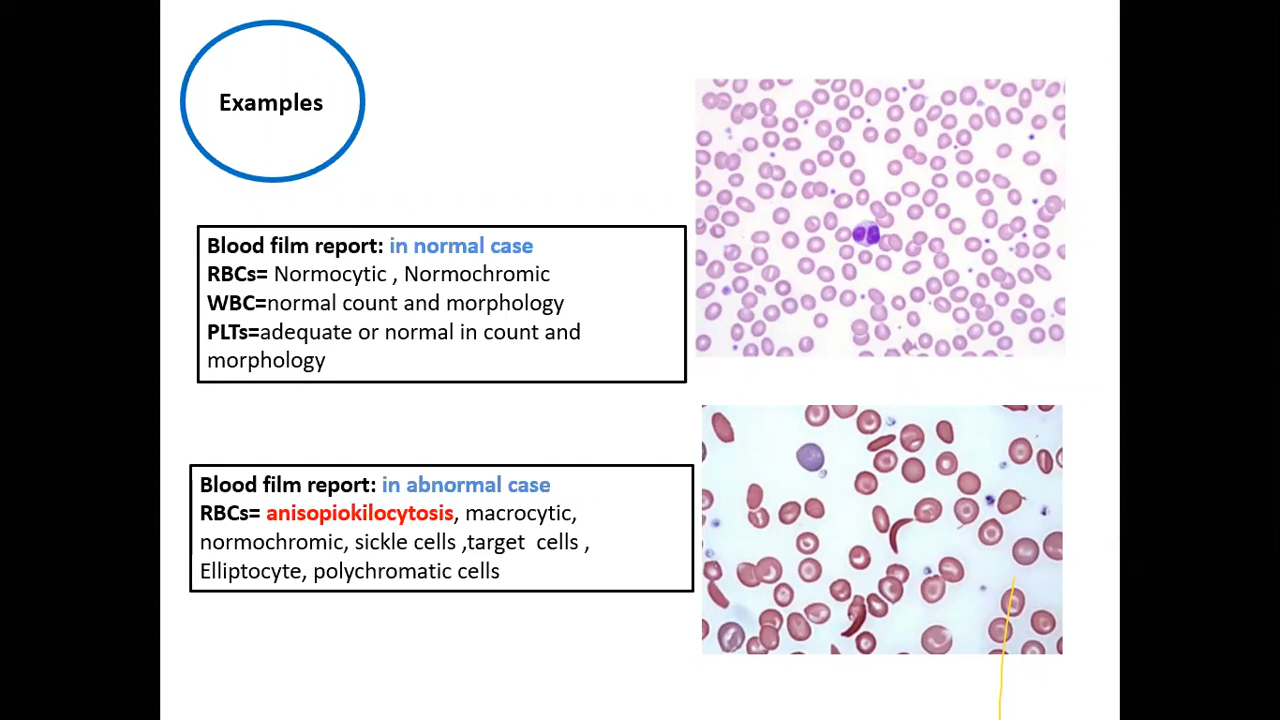 Examples
Blood film report: in normal case
RBCs= Normocytic , Normochromic
WBC=normal count and morphology
PLTs=adequate or normal in count and
morphology
Blood film report: in abnormal case
RBCs= anisopiokilocytosis, macrocytic,
normochromic, sickle cells ,target cells ,
Elliptocyte, polychromatic cells